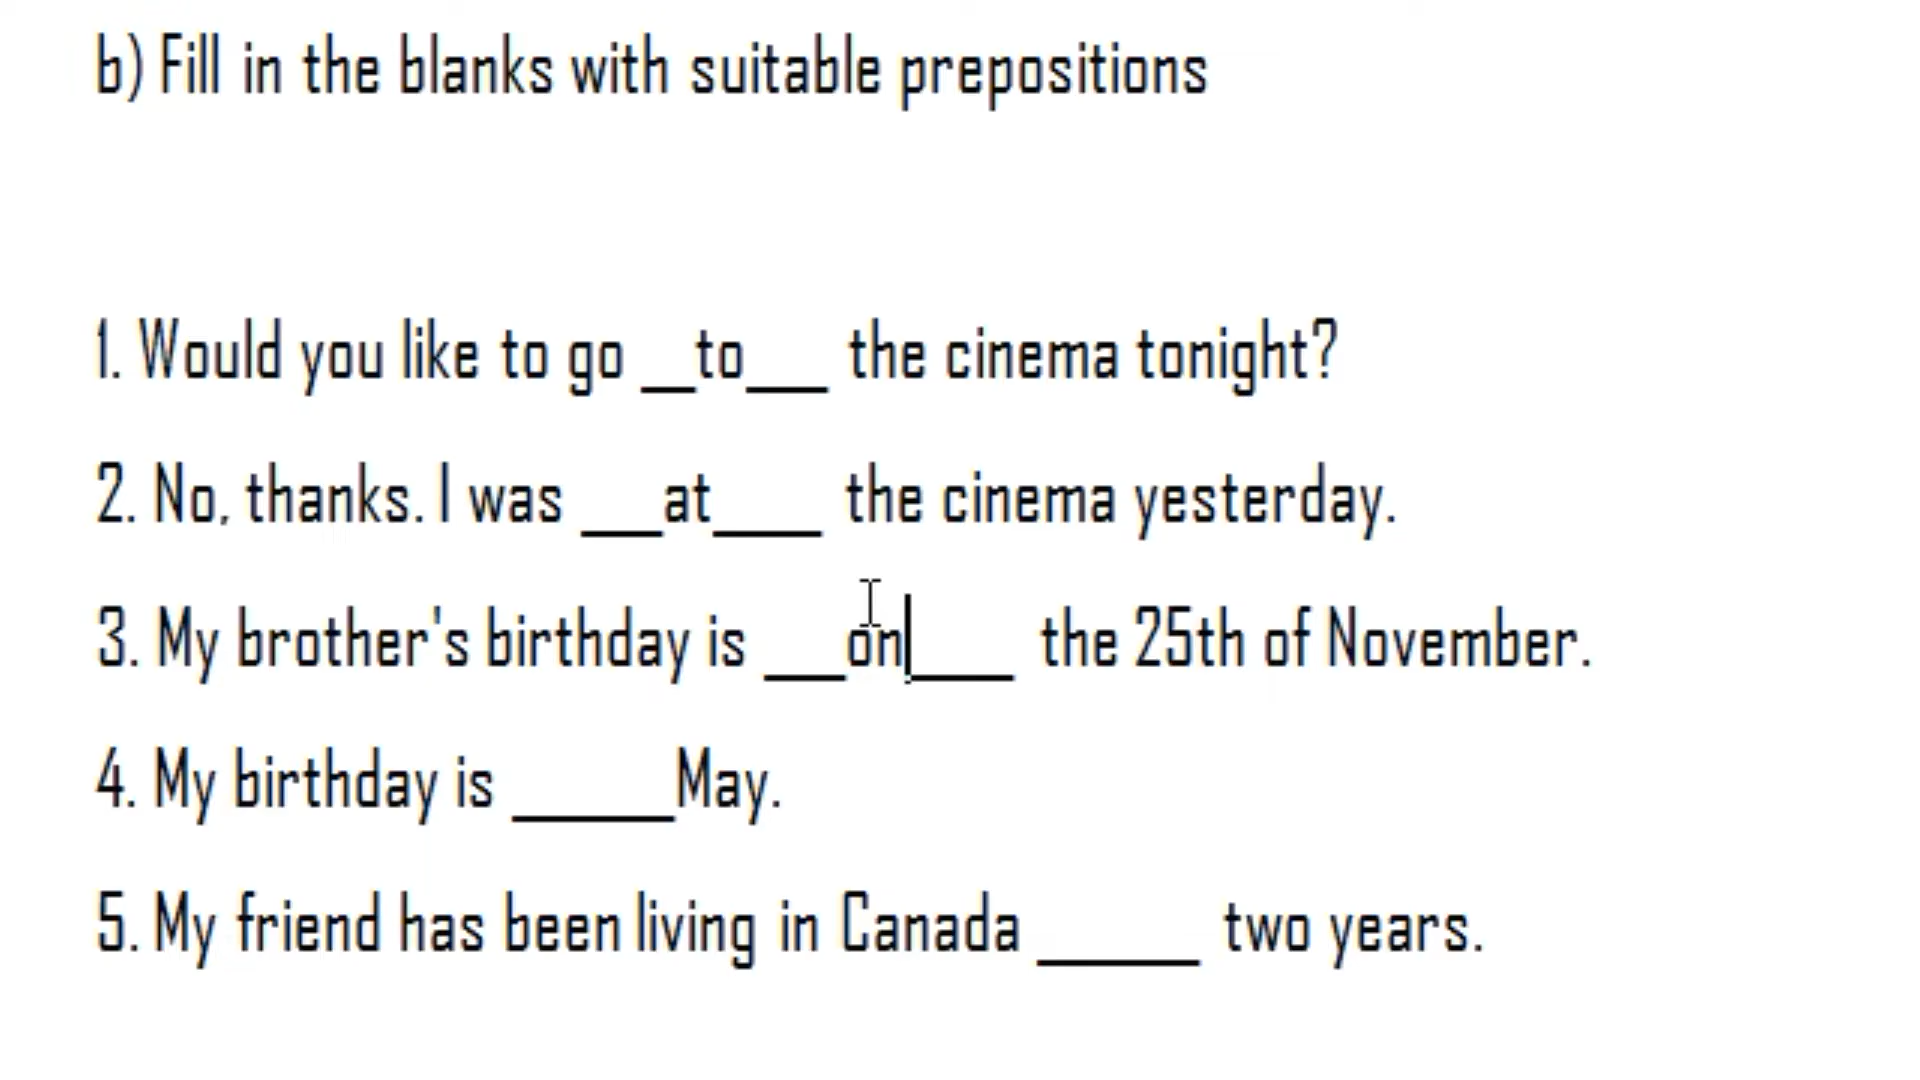 b) Fill in the blanks with suitable prepositions
1. Would you like to go __to___ the cinema tonight?
2. No, thanks. I was ___at____ the cinema yesterday.
3. My brother's birthday is ___on____ the 25th of November.
4. My birthday is ______May.
5. My friend has been living in Canada ______ two years.